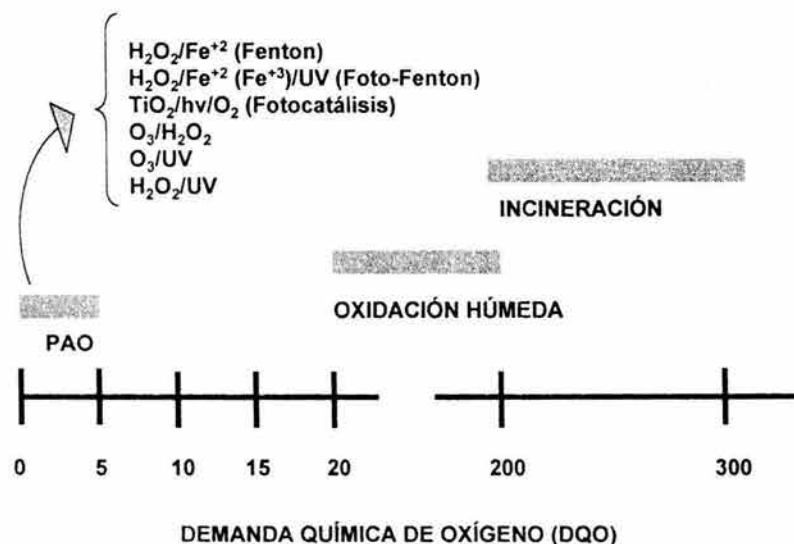 H₂O₂/Fe⁺² (Fenton)
H₂O₂/Fe⁺² (Fe⁺³)/UV (Foto-Fenton)
TiO₂/hv/O₂ (Fotocatálisis)
O₃/H₂O₂
O₃/UV
H₂O₂/UV
INCINERACIÓN
OXIDACIÓN HÚMEDA
PAO
0 5 10 15 20 200 300
DEMANDA QUÍMICA DE OXÍGENO (DQO)